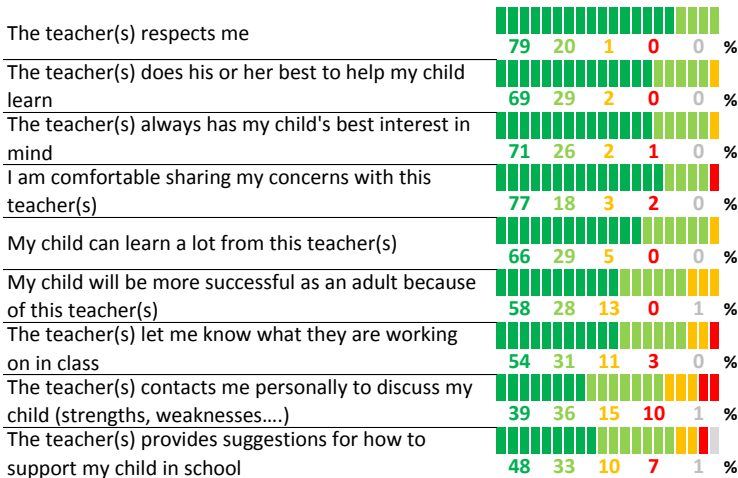 The teacher(s) respects me
79 20 1 0 0 %
The teacher(s) does his or her best to help my child
learn
69 29 2 0 0 %
The teacher(s) always has my child's best interest in
mind
71 26 2 1 0 %
I am comfortable sharing my concerns with this
teacher(s)
77 18 3 2 0 %
My child can learn a lot from this teacher(s)
66 29 5 0 0 %
My child will be more successful as an adult because
of this teacher(s)
58 28 13 0 1 %
The teacher(s) let me know what they are working
on in class
54 31 11 3 0 %
The teacher(s) contacts me personally to discuss my
child (strengths, weaknesses....)
39 36 15 10 1 %
The teacher(s) provides suggestions for how to
support my child in school
48 33 10 7 1 %